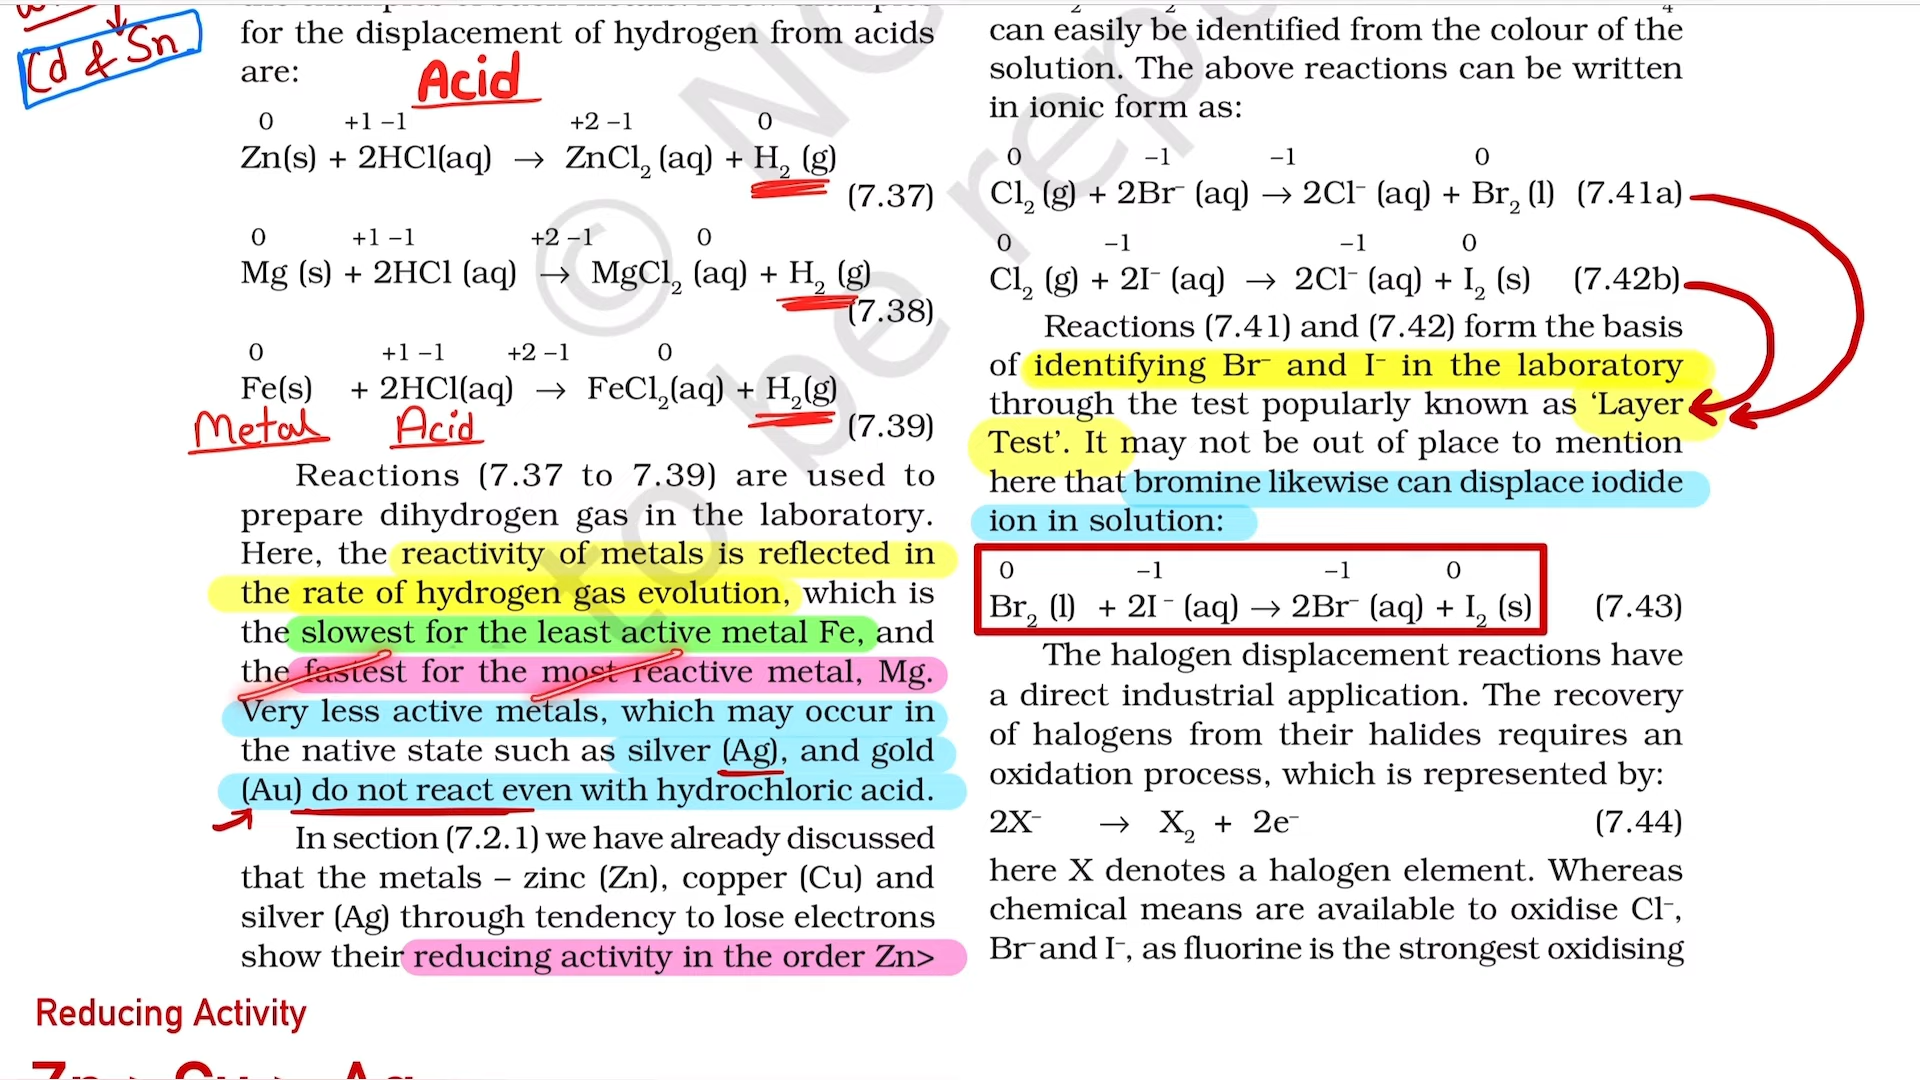 Cd & Sn
for the displacement of hydrogen from acids
are:
Acid
0 +1 –1 +2 –1 0
Zn(s) + 2HCl(aq) → ZnCl₂ (aq) + H₂ (g)
(7.37)
0 +1 –1 +2 –1 0
Mg (s) + 2HCl (aq) → MgCl₂ (aq) + H₂ (g)
(7.38)
0 +1 –1 +2 –1 0
Fe(s) + 2HCl(aq) → FeCl₂(aq) + H₂(g)
Metal Acid
(7.39)
Reactions (7.37 to 7.39) are used to
prepare dihydrogen gas in the laboratory.
Here, the reactivity of metals is reflected in
the rate of hydrogen gas evolution, which is
the slowest for the least active metal Fe, and
the fastest for the most reactive metal, Mg.
Very less active metals, which may occur in
the native state such as silver (Ag), and gold
(Au) do not react even with hydrochloric acid.
In section (7.2.1) we have already discussed
that the metals – zinc (Zn), copper (Cu) and
silver (Ag) through tendency to lose electrons
show their reducing activity in the order Zn>
can easily be identified from the colour of the
solution. The above reactions can be written
in ionic form as:
0 –1 –1 0
Cl₂ (g) + 2Br⁻ (aq) → 2Cl⁻ (aq) + Br₂ (l) (7.41a)
0 –1 –1 0
Cl₂ (g) + 2I⁻ (aq) → 2Cl⁻ (aq) + I₂ (s) (7.42b)
Reactions (7.41) and (7.42) form the basis
of identifying Br⁻ and I⁻ in the laboratory
through the test popularly known as ‘Layer
Test’. It may not be out of place to mention
here that bromine likewise can displace iodide
ion in solution:
0 –1 –1 0
Br₂ (l) + 2I⁻ (aq) → 2Br⁻ (aq) + I₂ (s) (7.43)
The halogen displacement reactions have
a direct industrial application. The recovery
of halogens from their halides requires an
oxidation process, which is represented by:
2X⁻ → X₂ + 2e⁻ (7.44)
here X denotes a halogen element. Whereas
chemical means are available to oxidise Cl⁻,
Br⁻ and I⁻, as fluorine is the strongest oxidising
Reducing Activity
Zn > Cu > Ag